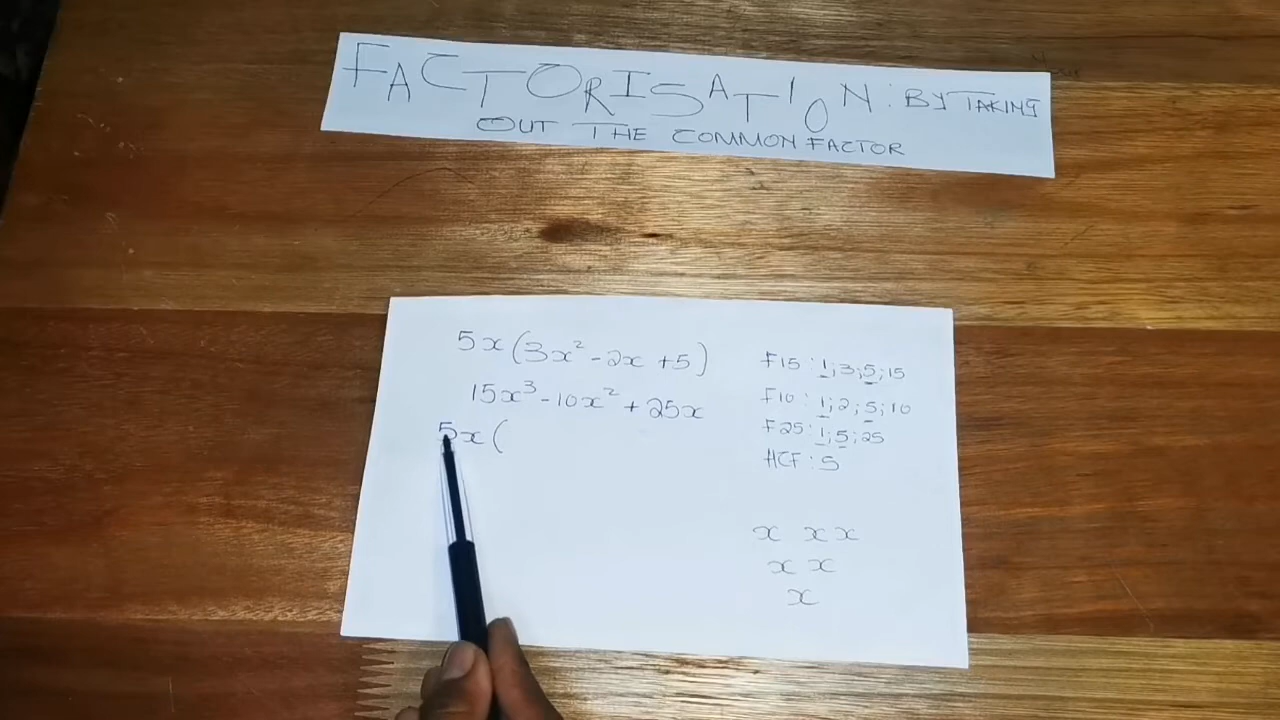 FACTORISATION: BY TAKING
OUT THE COMMON FACTOR
5x(3x² - 2x + 5)
15x³ - 10x² + 25x
5x(
F15 : 1;3;5;15
F10 : 1;2;5;10
F25 : 1;5;25
HCF : 5
x x x
x x
x